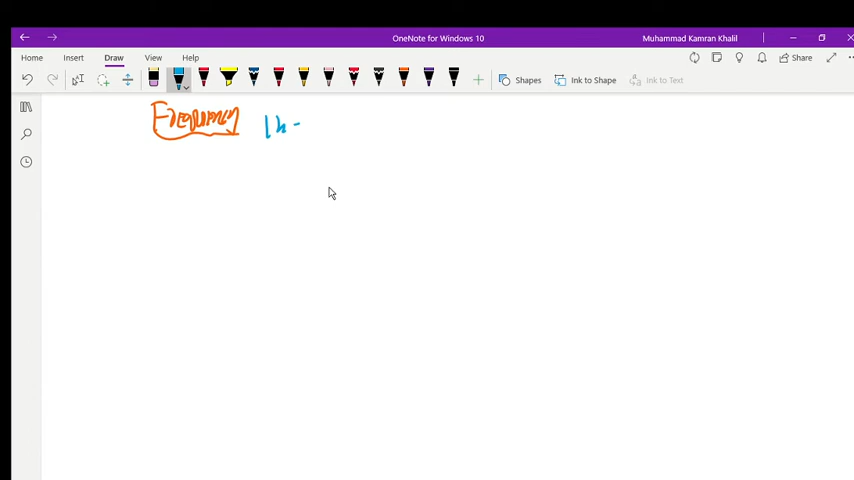 OneNote for Windows 10
Muhammad Kamran Khalil
Home Insert Draw View Help
Share
Shapes Ink to Shape Ink to Text
Frequency